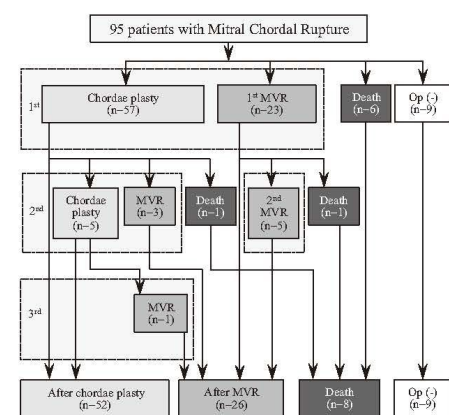 95 patients with Mitral Chordal Rupture
1st
Chordae plasty
(n−57)
1st MVR
(n−23)
Death
(n−6)
Op (-)
(n−9)
2nd
Chordae
plasty
(n−5)
MVR
(n−3)
Death
(n−1)
2nd
MVR
(n−5)
Death
(n−1)
3rd
MVR
(n−1)
After chordae plasty
(n−52)
After MVR
(n−26)
Death
(n−8)
Op (-)
(n−9)